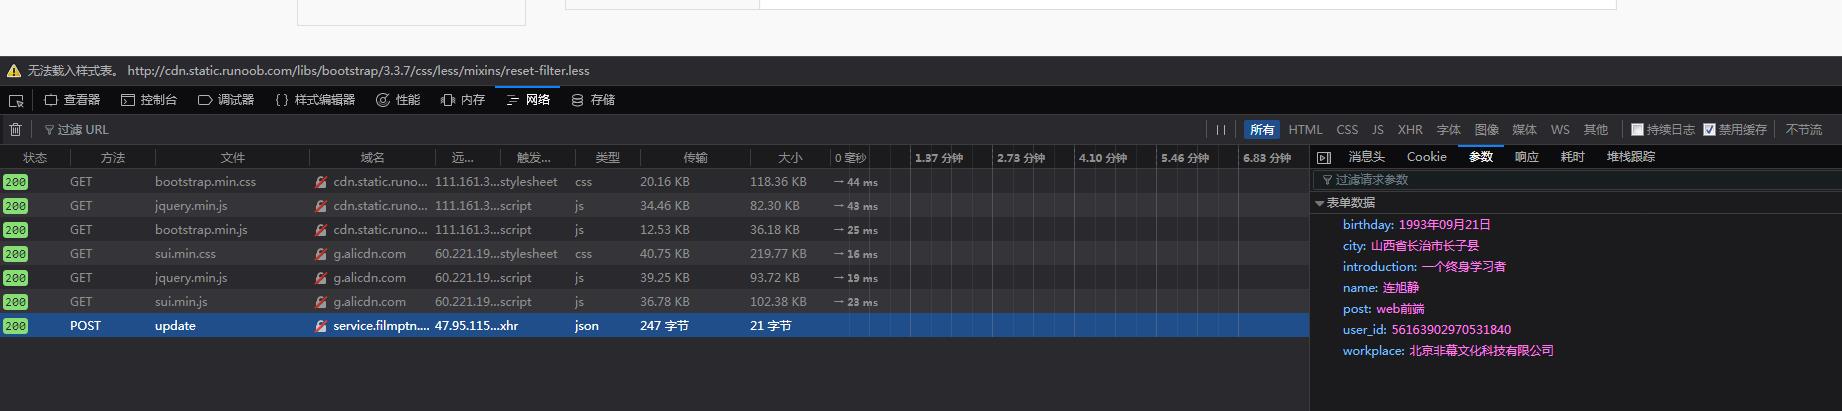 无法载入样式表。 http://cdn.static.runoob.com/libs/bootstrap/3.3.7/css/less/mixins/reset-filter.less
查看器 控制台 调试器 {} 样式编辑器 性能 内存 网络 存储
过滤 URL 所有 HTML CSS JS XHR 字体 图像 媒体 WS 其他 持续日志 禁用缓存 不节流
状态 方法 文件 域名 远... 触发... 类型 传输 大小 0 毫秒 1.37 分钟 2.73 分钟 4.10 分钟 5.46 分钟 6.83 分钟
200 GET bootstrap.min.css cdn.static.runo... 111.161.3... stylesheet css 20.16 KB 118.36 KB → 44 ms
200 GET jquery.min.js cdn.static.runo... 111.161.3... script js 34.46 KB 82.30 KB → 43 ms
200 GET bootstrap.min.js cdn.static.runo... 111.161.3... script js 12.53 KB 36.18 KB → 25 ms
200 GET sui.min.css g.alicdn.com 60.221.19... stylesheet css 40.75 KB 219.77 KB → 16 ms
200 GET jquery.min.js g.alicdn.com 60.221.19... script js 39.25 KB 93.72 KB → 19 ms
200 GET sui.min.js g.alicdn.com 60.221.19... script js 36.78 KB 102.38 KB → 23 ms
200 POST update service.filmptn.... 47.95.115... xhr json 247 字节 21 字节
消息头 Cookie 参数 响应 耗时 堆栈跟踪
过滤请求参数
表单数据
birthday: 1993年09月21日
city: 山西省长治市长子县
introduction: 一个终身学习者
name: 连旭静
post: web前端
user_id: 56163902970531840
workplace: 北京非幕文化科技有限公司